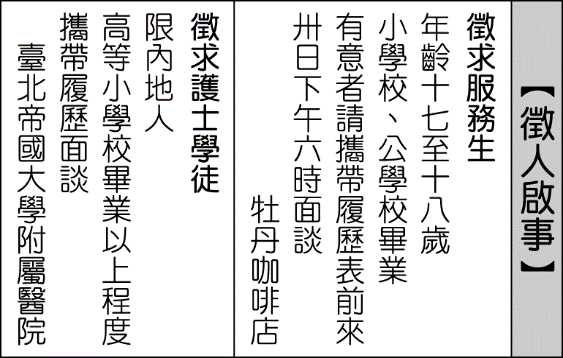 【徵人啟事】
徵求服務生
年齡十七至十八歲
小學校、公學校畢業
有意者請攜帶履歷表前來
卅日下午六時面談
牡丹咖啡店
徵求護士學徒
限內地人
高等小學校畢業以上程度
攜帶履歷面談
臺北帝國大學附屬醫院